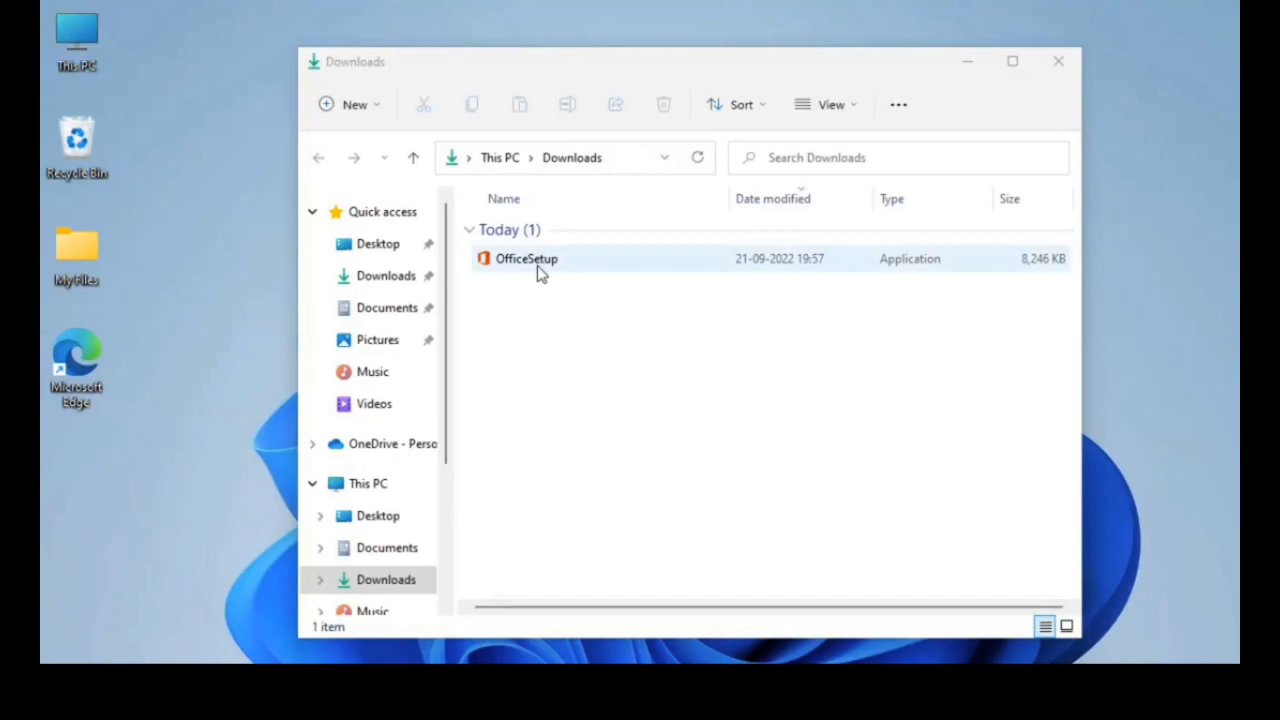 This PC
Recycle Bin
My Files
Microsoft
Edge
Downloads
New
Sort
View
This PC
Downloads
Search Downloads
Name
Date modified
Type
Size
Quick access
Desktop
Downloads
Documents
Pictures
Music
Videos
OneDrive - Perso
This PC
Desktop
Documents
Downloads
Music
Today (1)
OfficeSetup
21-09-2022 19:57
Application
8,246 KB
1 item